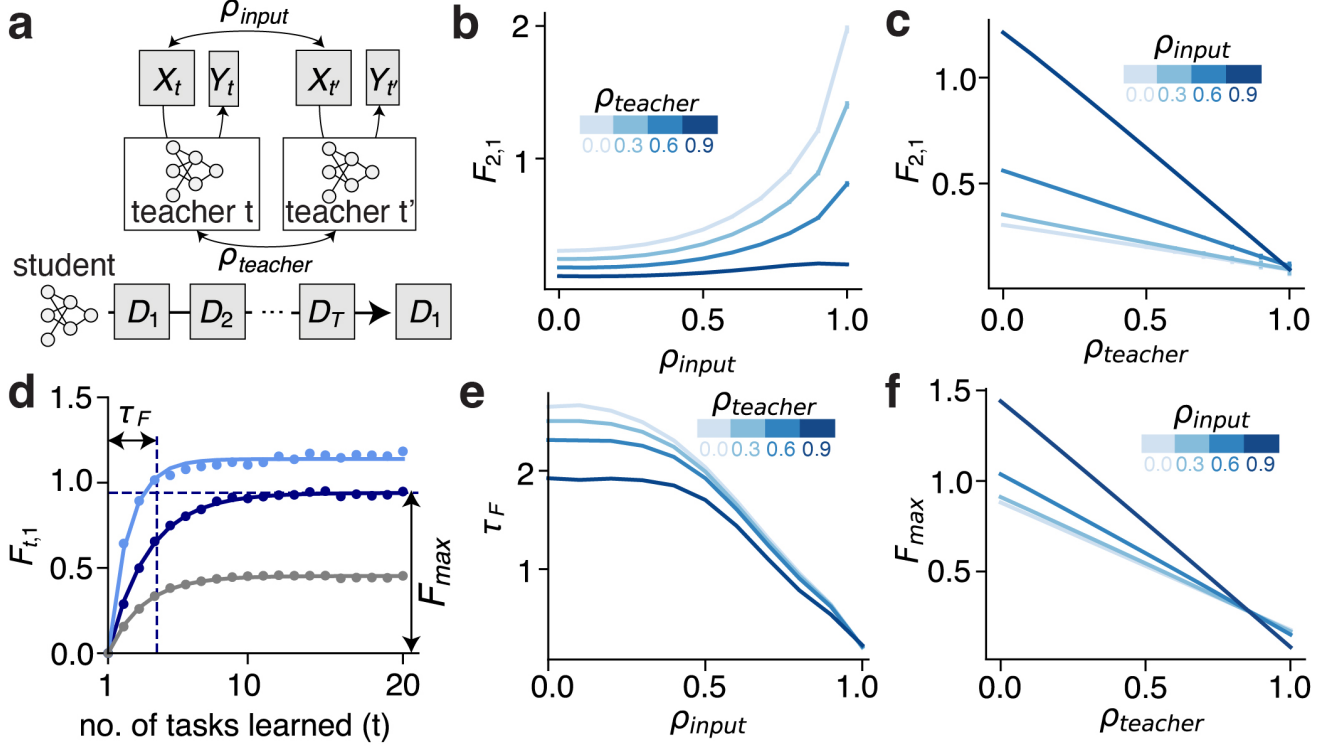 a
ρinput
Xt Yt Xt' Yt'
teacher t teacher t'
ρteacher
student
D1 D2 ... DT D1
b
2
1
F2,1
ρteacher
0.0 0.3 0.6 0.9
0.0 0.5 1.0
ρinput
c
1.0
0.5
F2,1
ρinput
0.0 0.3 0.6 0.9
0.0 0.5 1.0
ρteacher
d
1.5
1.0
0.5
0.0
Ft,1
τF
Fmax
1 10 20
no. of tasks learned (t)
e
2
1
τF
ρteacher
0.0 0.3 0.6 0.9
0.0 0.5 1.0
ρinput
f
1.5
1.0
0.5
Fmax
ρinput
0.0 0.3 0.6 0.9
0.0 0.5 1.0
ρteacher